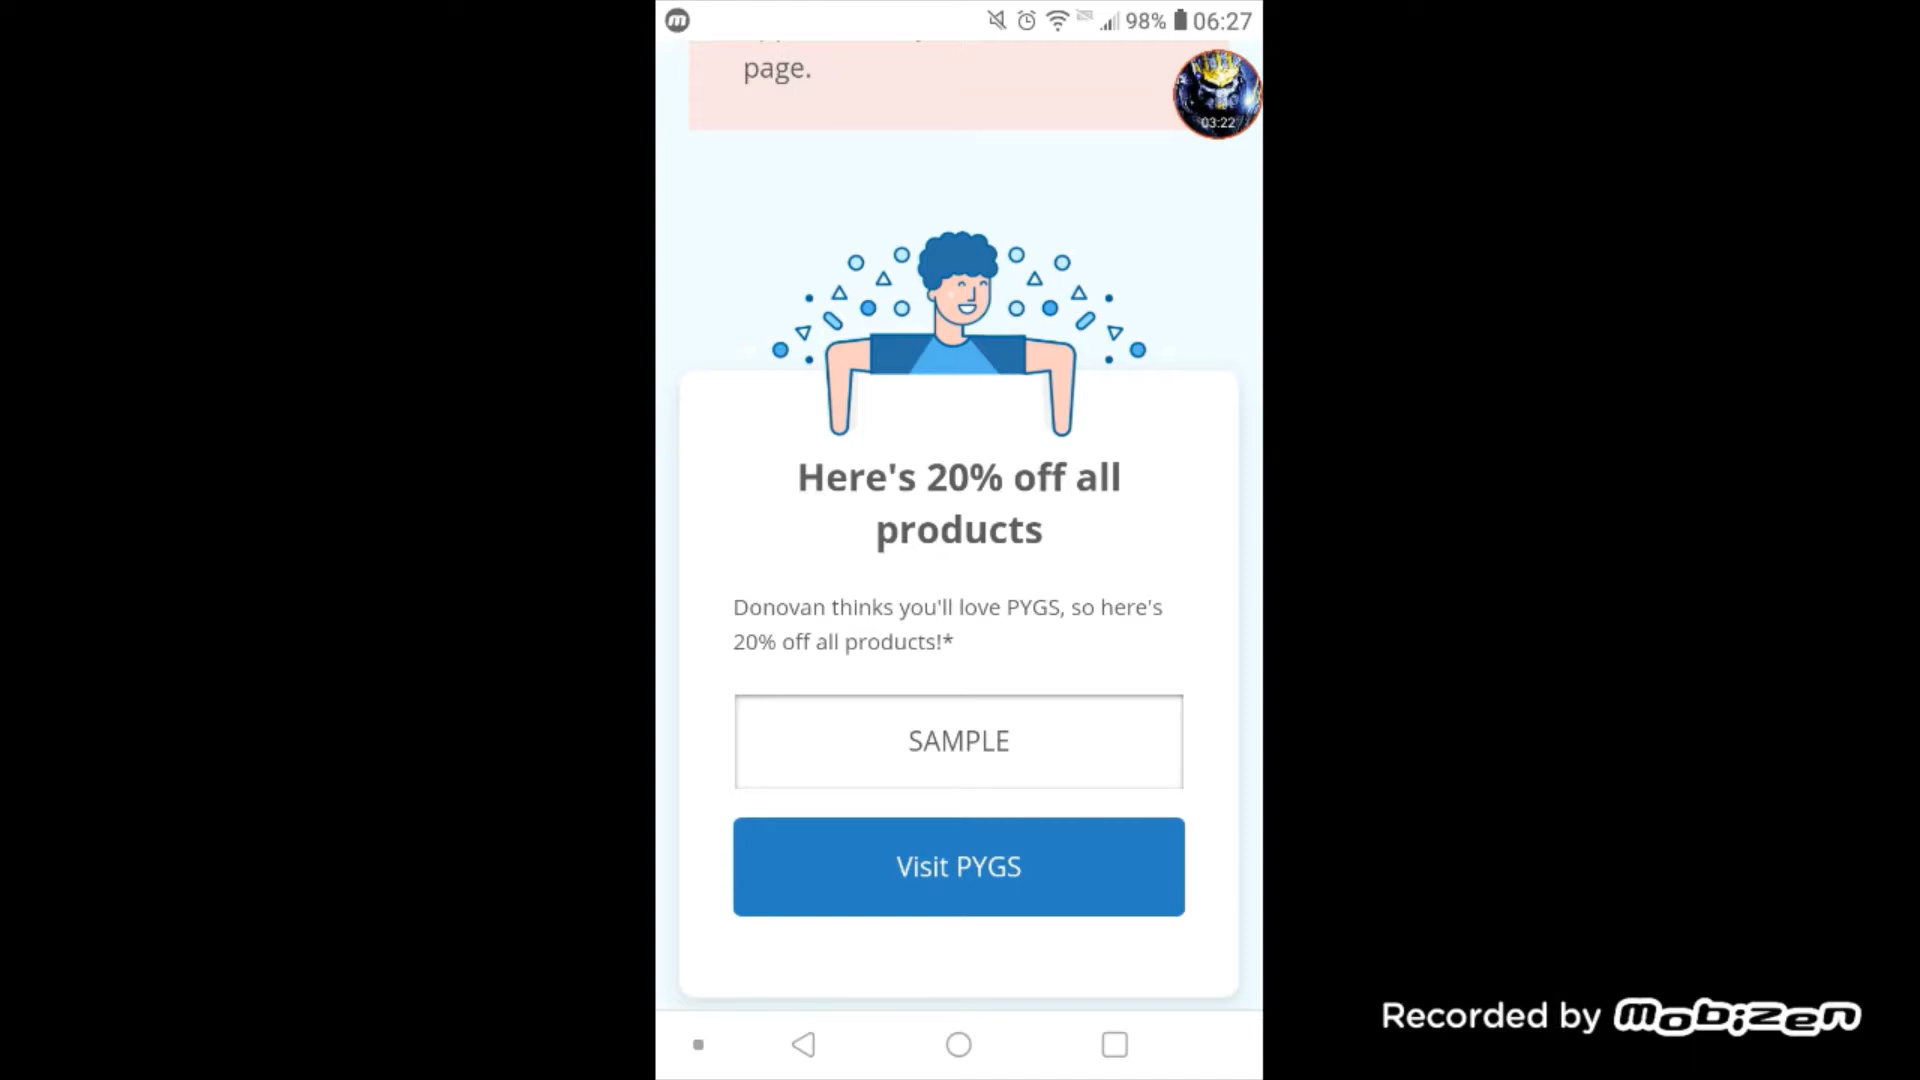 98% 06:27
page.
03:22
Here's 20% off all
products
Donovan thinks you'll love PYGS, so here's
20% off all products!*
SAMPLE
Visit PYGS
Recorded by mobizen